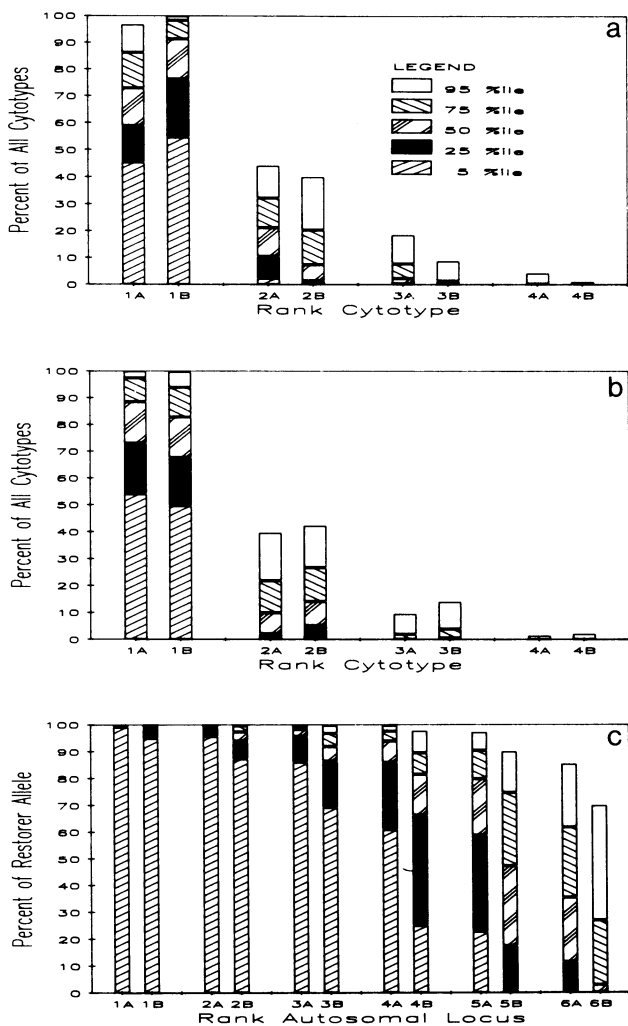 a
Percent of All Cytotypes
100
90
80
70
60
50
40
30
20
10
0
LEGEND
95 %ile
75 %ile
50 %ile
25 %ile
5 %ile
1A 1B 2A 2B 3A 3B 4A 4B
Rank Cytotype
b
Percent of All Cytotypes
100
90
80
70
60
50
40
30
20
10
0
1A 1B 2A 2B 3A 3B 4A 4B
Rank Cytotype
c
Percent of Restorer Allele
100
90
80
70
60
50
40
30
20
10
0
1A 1B 2A 2B 3A 3B 4A 4B 5A 5B 6A 6B
Rank Autosomal Locus